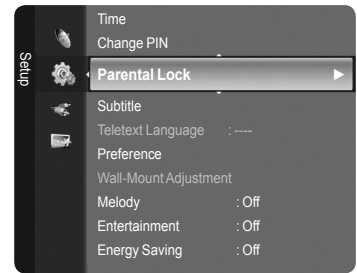 Setup
Time
Change PIN
Parental Lock
Subtitle
Teletext Language : ----
Preference
Wall-Mount Adjustment
Melody : Off
Entertainment : Off
Energy Saving : Off